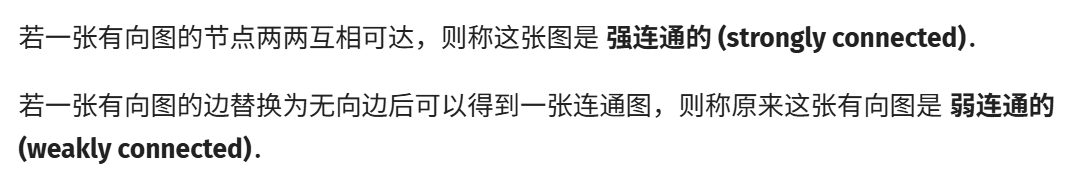 若一张有向图的节点两两互相可达，则称这张图是 强连通的 (strongly connected).
若一张有向图的边替换为无向边后可以得到一张连通图，则称原来这张有向图是 弱连通的
(weakly connected).